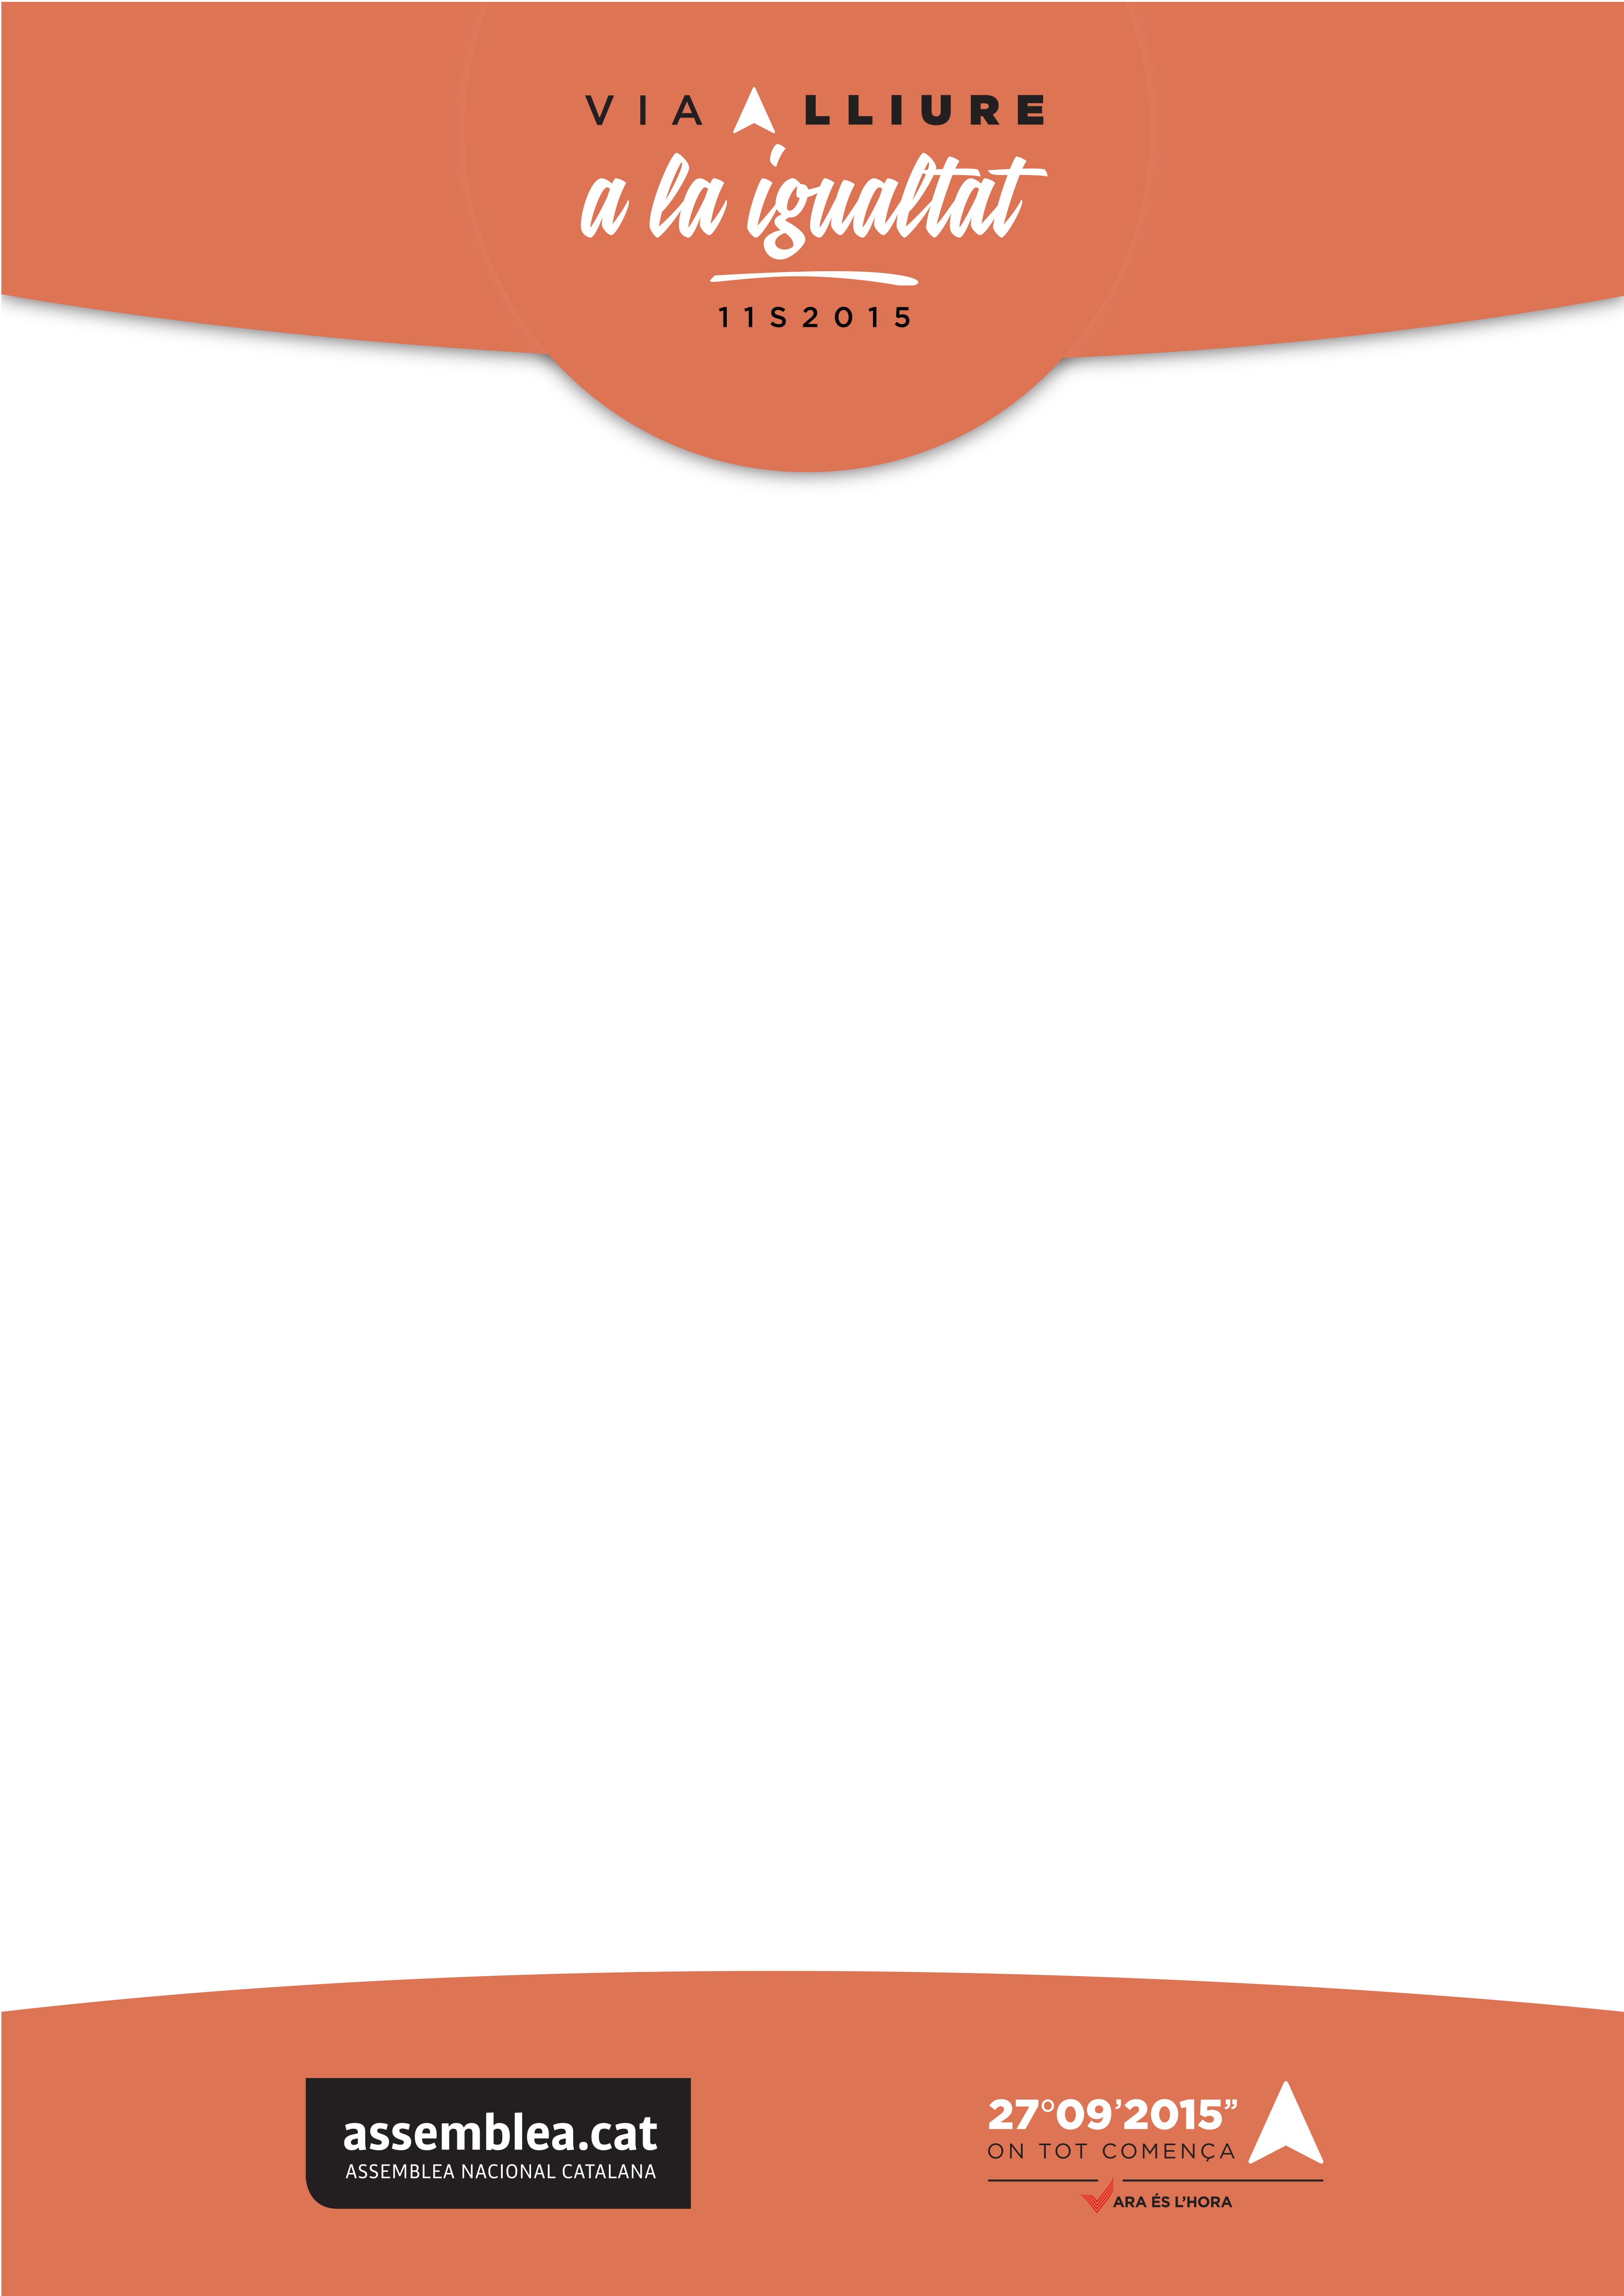 VIA LLIURE
a la igualtat
11S2015
assemblea.cat
ASSEMBLEA NACIONAL CATALANA
27°09’2015”
ON TOT COMENÇA
ARA ÉS L’HORA